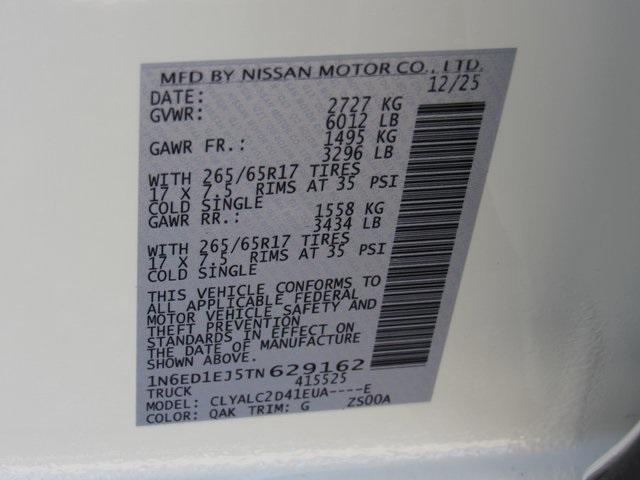 MFD BY NISSAN MOTOR CO., LTD.
DATE: 12/25
GVWR: 2727 KG
6012 LB
GAWR FR.: 1495 KG
3296 LB
WITH 265/65R17 TIRES
17 X 7.5 RIMS AT 35 PSI
COLD SINGLE
GAWR RR.: 1558 KG
3434 LB
WITH 265/65R17 TIRES
17 X 7.5 RIMS AT 35 PSI
COLD SINGLE
THIS VEHICLE CONFORMS TO
ALL APPLICABLE FEDERAL
MOTOR VEHICLE SAFETY AND
THEFT PREVENTION
STANDARDS IN EFFECT ON
THE DATE OF MANUFACTURE
1N6ED1EJ5TN629162
TRUCK 415525
MODEL: CLYALC2D41EUA----E
COLOR: QAK TRIM: G ZS00A